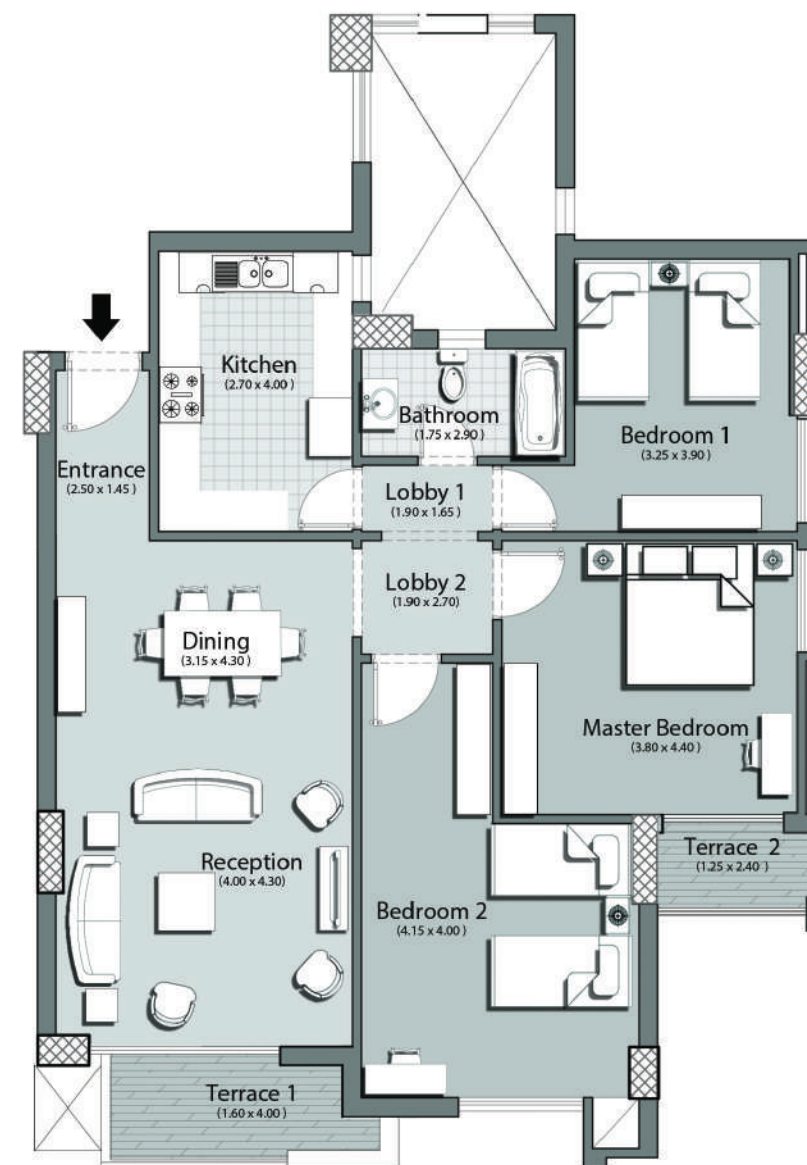 Kitchen
(2.70 x 4.00 )
Bathroom
(1.75 x 2.90 )
Bedroom 1
(3.25 x 3.90 )
Entrance
(2.50 x 1.45 )
Lobby 1
(1.90 x 1.65 )
Lobby 2
(1.90 x 2.70)
Dining
(3.15 x 4.30 )
Master Bedroom
(3.80 x 4.40 )
Reception
(4.00 x 4.30)
Terrace 2
(1.25 x 2.40 )
Bedroom 2
(4.15 x 4.00 )
Terrace 1
(1.60 x 4.00 )